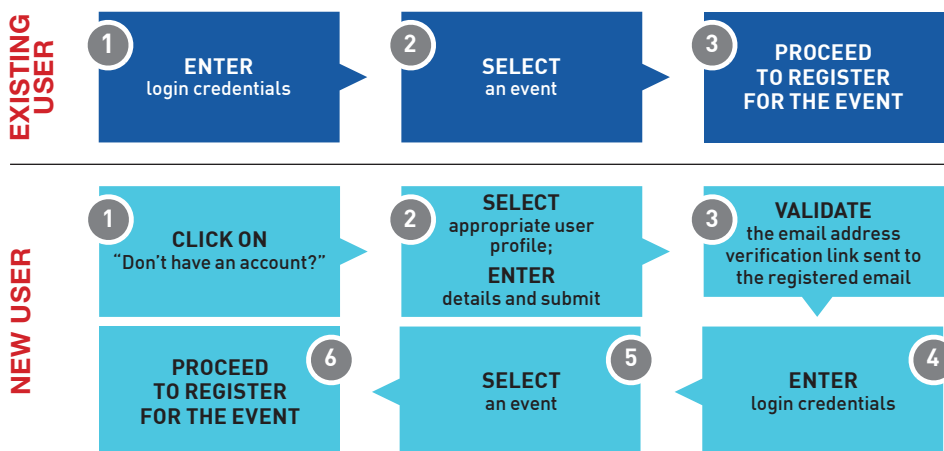 EXISTING
USER
1
ENTER
login credentials
2
SELECT
an event
3
PROCEED
TO REGISTER
FOR THE EVENT
NEW USER
1
CLICK ON
“Don’t have an account?”
2
SELECT
appropriate user
profile;
ENTER
details and submit
3
VALIDATE
the email address
verification link sent to
the registered email
4
ENTER
login credentials
5
SELECT
an event
6
PROCEED
TO REGISTER
FOR THE EVENT